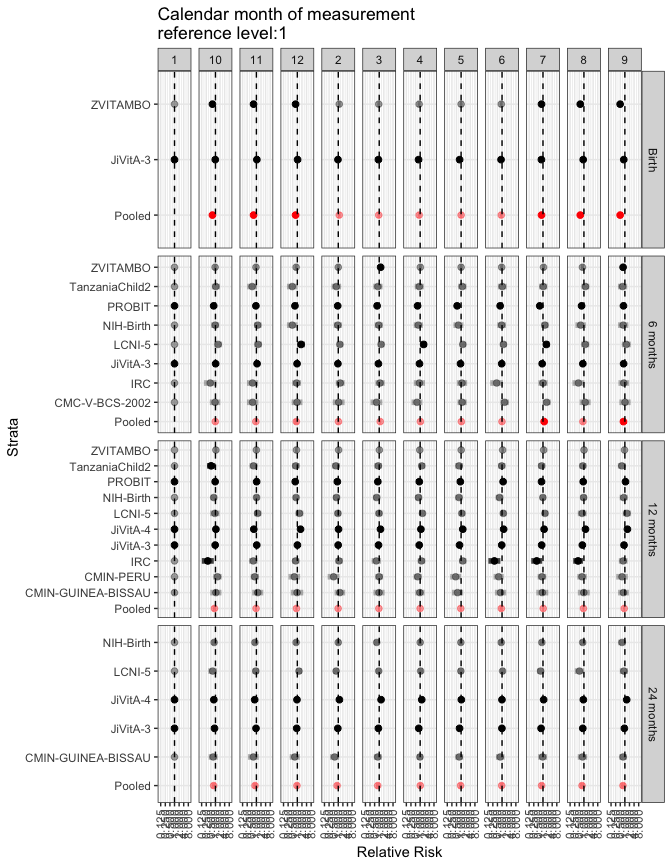 Calendar month of measurement
reference level:1
1 10 11 12 2 3 4 5 6 7 8 9
Strata
ZVITAMBO
JiVitA-3
Pooled
Birth
ZVITAMBO
TanzaniaChild2
PROBIT
NIH-Birth
LCNI-5
JiVitA-3
IRC
CMC-V-BCS-2002
Pooled
6 months
ZVITAMBO
TanzaniaChild2
PROBIT
NIH-Birth
LCNI-5
JiVitA-4
JiVitA-3
IRC
CMIN-PERU
CMIN-GUINEA-BISSAU
Pooled
12 months
NIH-Birth
LCNI-5
JiVitA-4
JiVitA-3
CMIN-GUINEA-BISSAU
Pooled
24 months
Relative Risk